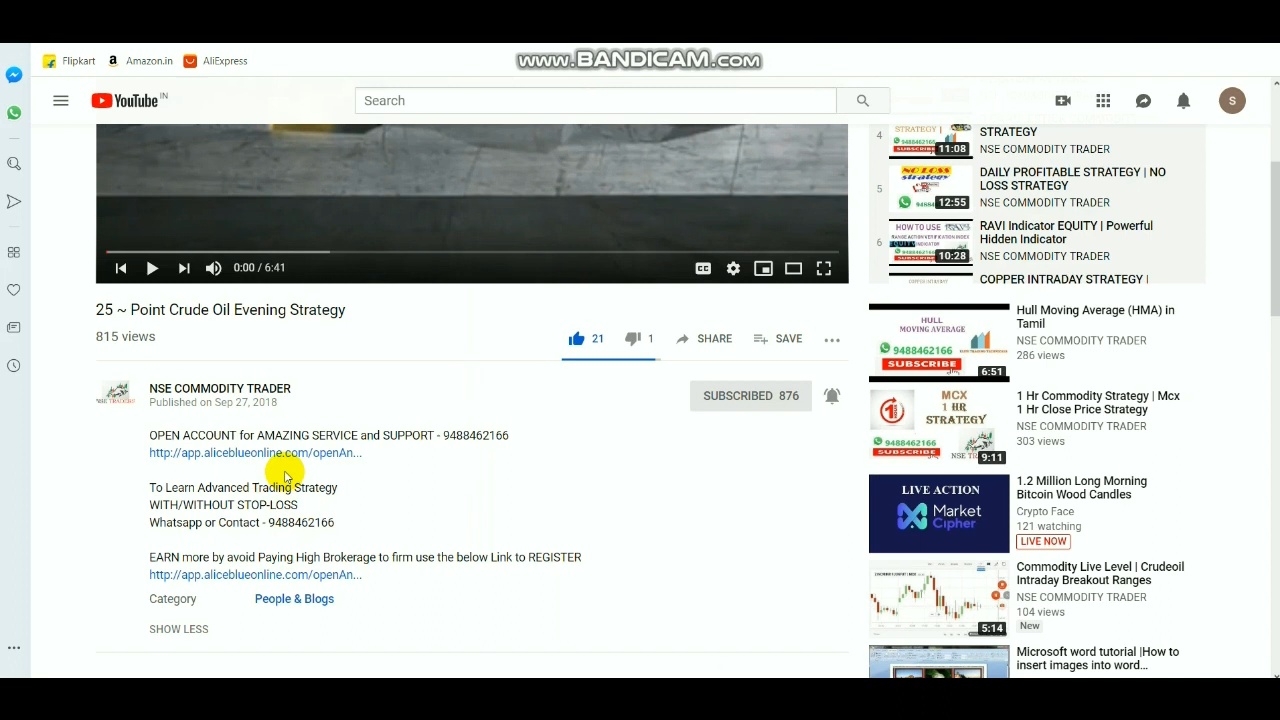 WWW.BANDICAM.COM
Flipkart
Amazon.in
AliExpress
YouTube IN
Search
S
4
STRATEGY
11:08
STRATEGY
NSE COMMODITY TRADER
5
NO LOSS
strategy
12:55
DAILY PROFITABLE STRATEGY | NO
LOSS STRATEGY
NSE COMMODITY TRADER
6
HOW TO USE
EQUITY INDICATOR
10:28
RAVI Indicator EQUITY | Powerful
Hidden Indicator
NSE COMMODITY TRADER
COPPER INTRADAY STRATEGY |
0:00 / 6:41
CC
25 ~ Point Crude Oil Evening Strategy
815 views
21
1
SHARE
SAVE
NSE COMMODITY TRADER
Published on Sep 27, 2018
SUBSCRIBED 876
OPEN ACCOUNT for AMAZING SERVICE and SUPPORT - 9488462166
http://app.aliceblueonline.com/openAn...
To Learn Advanced Trading Strategy
WITH/WITHOUT STOP-LOSS
Whatsapp or Contact - 9488462166
EARN more by avoid Paying High Brokerage to firm use the below Link to REGISTER
http://app.aliceblueonline.com/openAn...
Category
People & Blogs
SHOW LESS
HULL
MOVING AVERAGE
9488462166
SUBSCRIBE
6:51
Hull Moving Average (HMA) in
Tamil
NSE COMMODITY TRADER
286 views
MCX
1 HR
STRATEGY
9488462166
SUBSCRIBE
9:11
1 Hr Commodity Strategy | Mcx
1 Hr Close Price Strategy
NSE COMMODITY TRADER
303 views
LIVE ACTION
Market
Cipher
1.2 Million Long Morning
Bitcoin Wood Candles
Crypto Face
121 watching
LIVE NOW
5:14
Commodity Live Level | Crudeoil
Intraday Breakout Ranges
NSE COMMODITY TRADER
104 views
New
Microsoft word tutorial |How to
insert images into word...